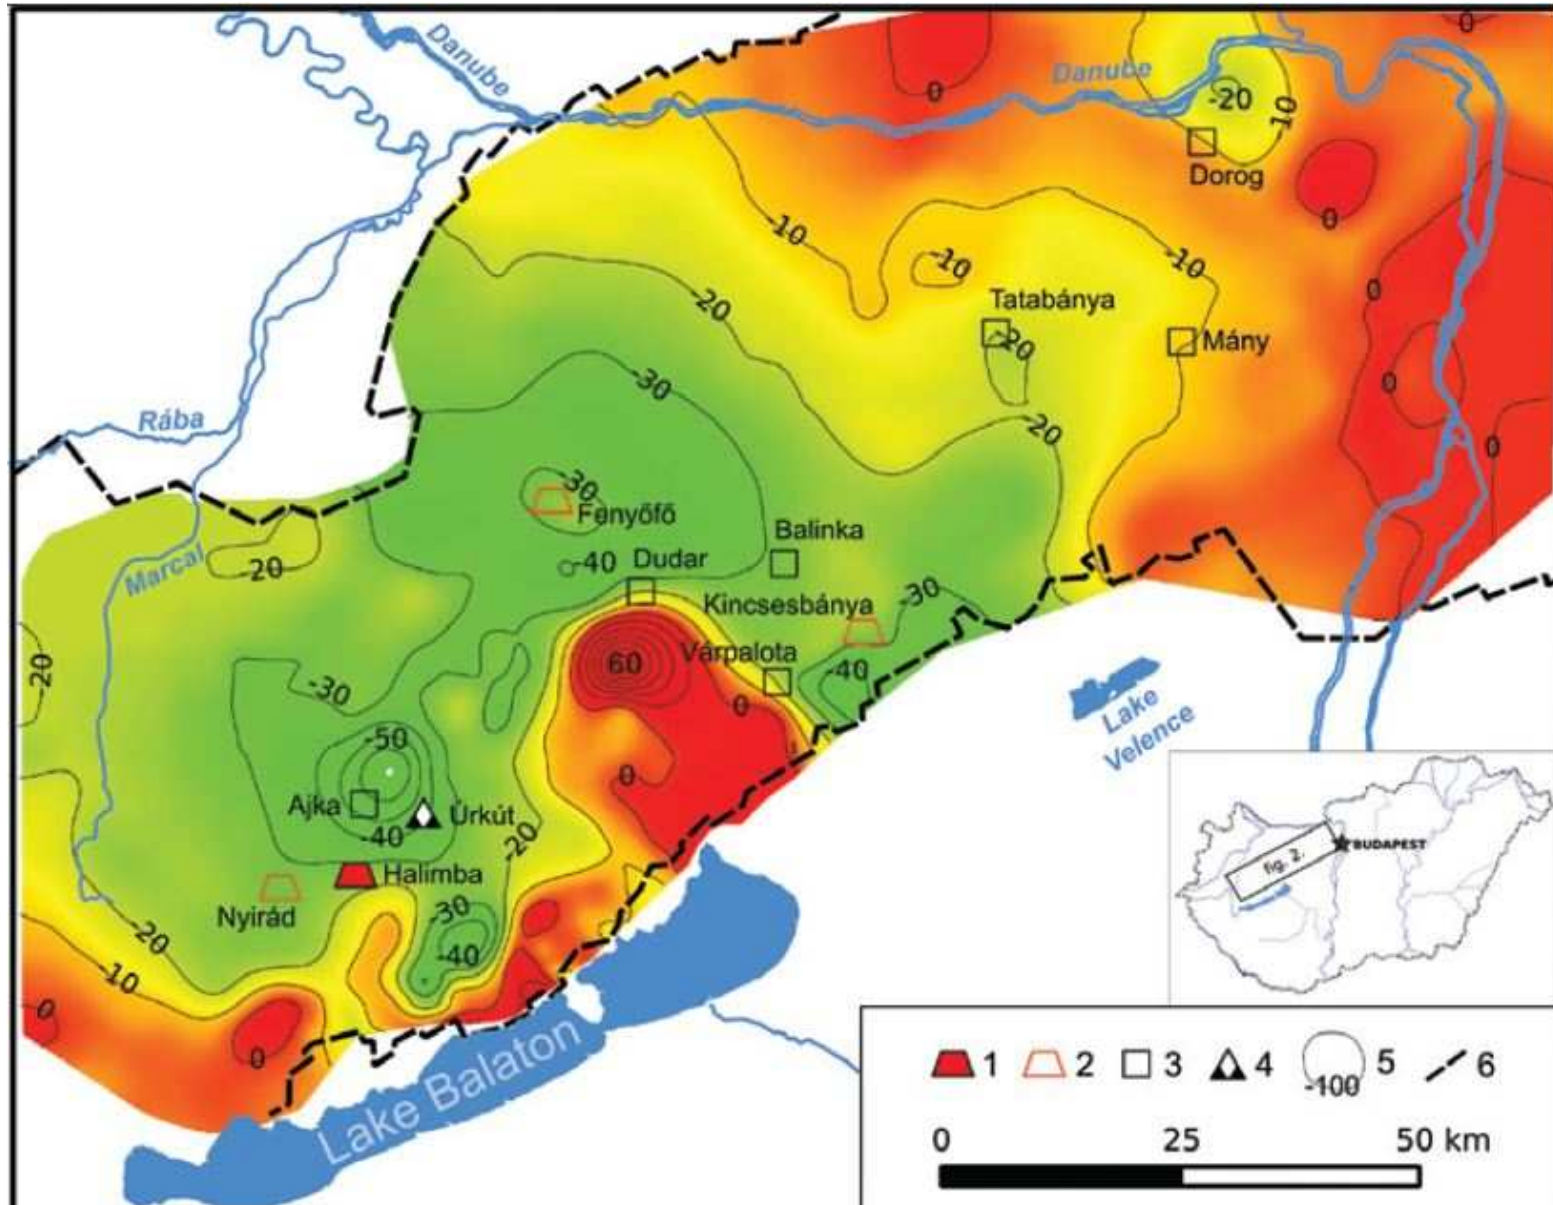 Danube
0
0
Danube
-20
-10
Dorog
0
-10
-10
-10
-20
Tatabánya
-20
Mány
0
0
-30
-20
0
Rába
-30
Fenyőfő
Balinka
-40
Dudar
Marcal
-20
Kincsesbánya
-30
-20
60
Várpalota
-40
-30
0
Lake
Velence
-50
0
Ajka
Úrkút
-40
-20
Halimba
Nyirád
-30
-20
-40
-10
0
0
Lake Balaton
fig. 2.
BUDAPEST
1 2 3 4 5 6
-100
0 25 50 km